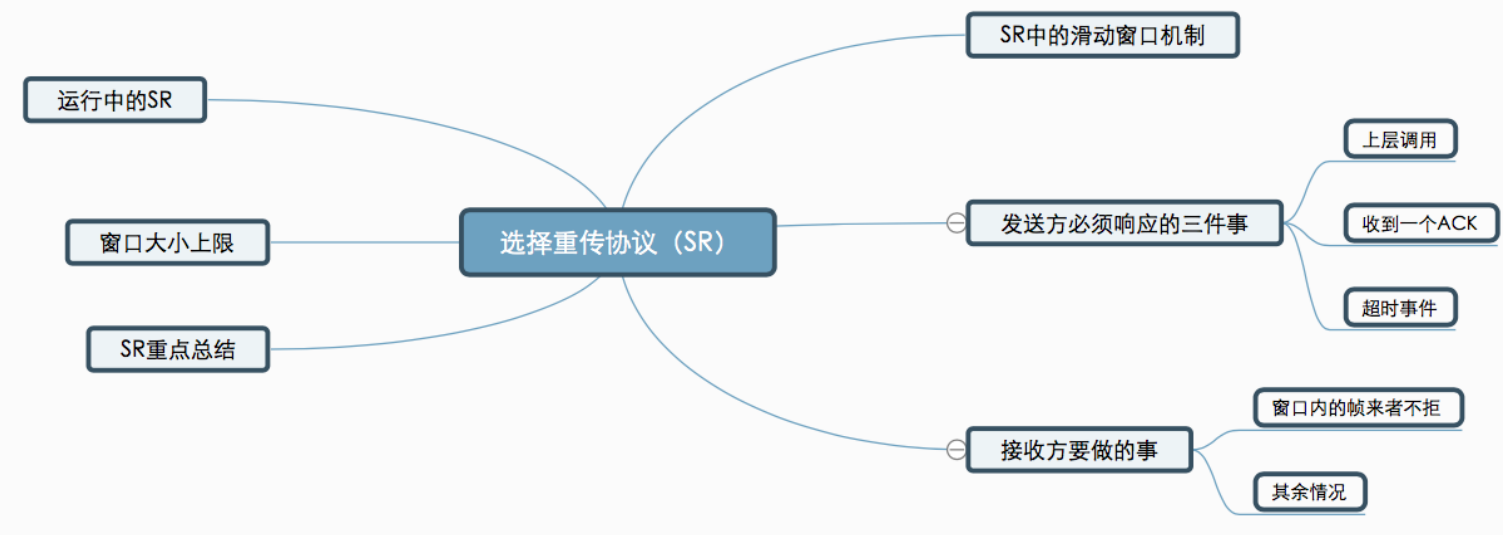 选择重传协议（SR）
SR中的滑动窗口机制
发送方必须响应的三件事
上层调用
收到一个ACK
超时事件
接收方要做的事
窗口内的帧来者不拒
其余情况
运行中的SR
窗口大小上限
SR重点总结